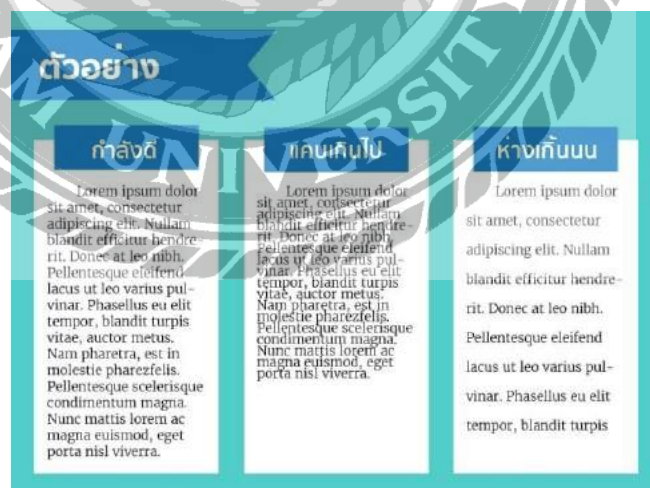 ตัวอย่าง
กำลังดี
Lorem ipsum dolor
sit amet, consectetur
adipiscing elit. Nullam
blandit efficitur hendre-
rit. Donec at leo nibh.
Pellentesque eleifend
lacus ut leo varius pul-
vinar. Phasellus eu elit
tempor, blandit turpis
vitae, auctor metus.
Nam pharetra, est in
molestie pharezfelis.
Pellentesque scelerisque
condimentum magna.
Nunc mattis lorem ac
magna euismod, eget
porta nisl viverra.
แคบเกินไป
Lorem ipsum dolor
sit amet, consectetur
adipiscing elit. Nullam
blandit efficitur hendre-
rit. Donec at leo nibh.
Pellentesque eleifend
lacus ut leo varius pul-
vinar. Phasellus eu elit
tempor, blandit turpis
vitae, auctor metus.
Nam pharetra, est in
molestie pharezfelis.
Pellentesque scelerisque
condimentum magna.
Nunc mattis lorem ac
magna euismod, eget
porta nisl viverra.
ห่างเกิ้นนน
Lorem ipsum dolor
sit amet, consectetur
adipiscing elit. Nullam
blandit efficitur hendre-
rit. Donec at leo nibh.
Pellentesque eleifend
lacus ut leo varius pul-
vinar. Phasellus eu elit
tempor, blandit turpis